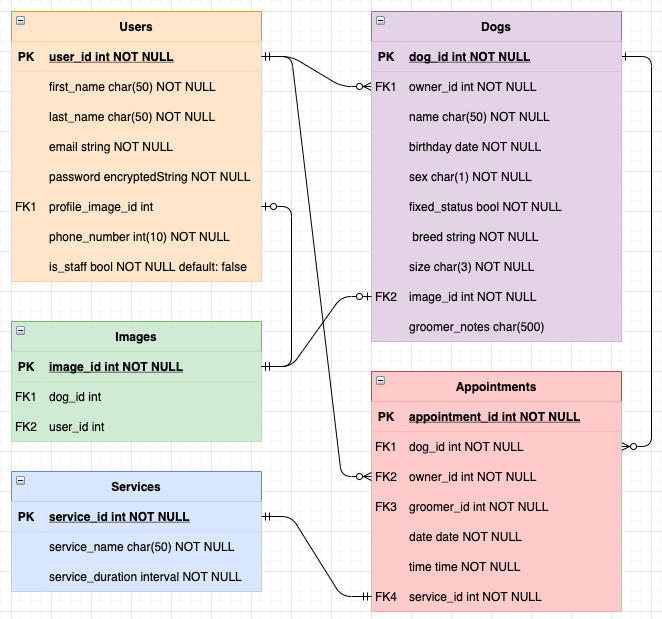 Users
PK user_id int NOT NULL
first_name char(50) NOT NULL
last_name char(50) NOT NULL
email string NOT NULL
password encryptedString NOT NULL
FK1 profile_image_id int
phone_number int(10) NOT NULL
is_staff bool NOT NULL default: false
Images
PK image_id int NOT NULL
FK1 dog_id int
FK2 user_id int
Services
PK service_id int NOT NULL
service_name char(50) NOT NULL
service_duration interval NOT NULL
Dogs
PK dog_id int NOT NULL
FK1 owner_id int NOT NULL
name char(50) NOT NULL
birthday date NOT NULL
sex char(1) NOT NULL
fixed_status bool NOT NULL
breed string NOT NULL
size char(3) NOT NULL
FK2 image_id int NOT NULL
groomer_notes char(500)
Appointments
PK appointment_id int NOT NULL
FK1 dog_id int NOT NULL
FK2 owner_id int NOT NULL
FK3 groomer_id int NOT NULL
date date NOT NULL
time time NOT NULL
FK4 service_id int NOT NULL